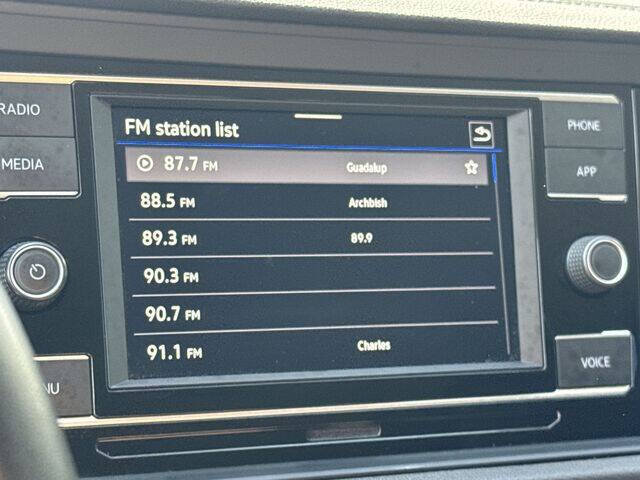 RADIO
MEDIA
FM station list
87.7 FM Guadalup
88.5 FM Archbish
89.3 FM 89.9
90.3 FM
90.7 FM
91.1 FM Charles
NU
PHONE
APP
VOICE